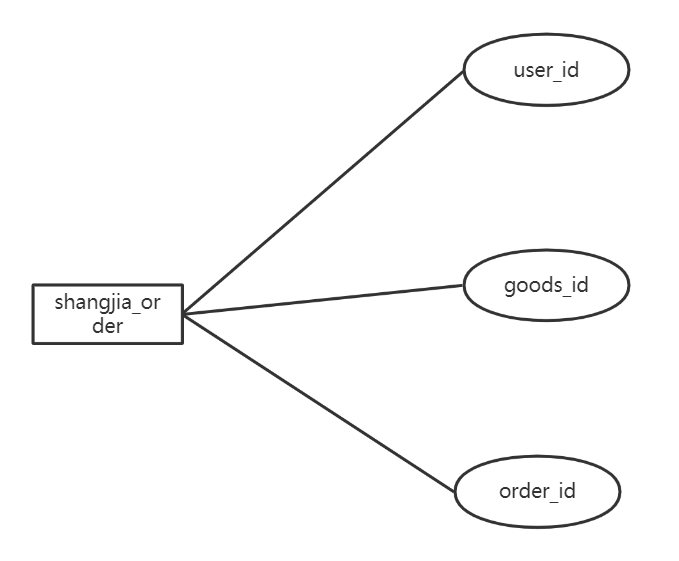 user_id
goods_id
shangjia_or
der
order_id